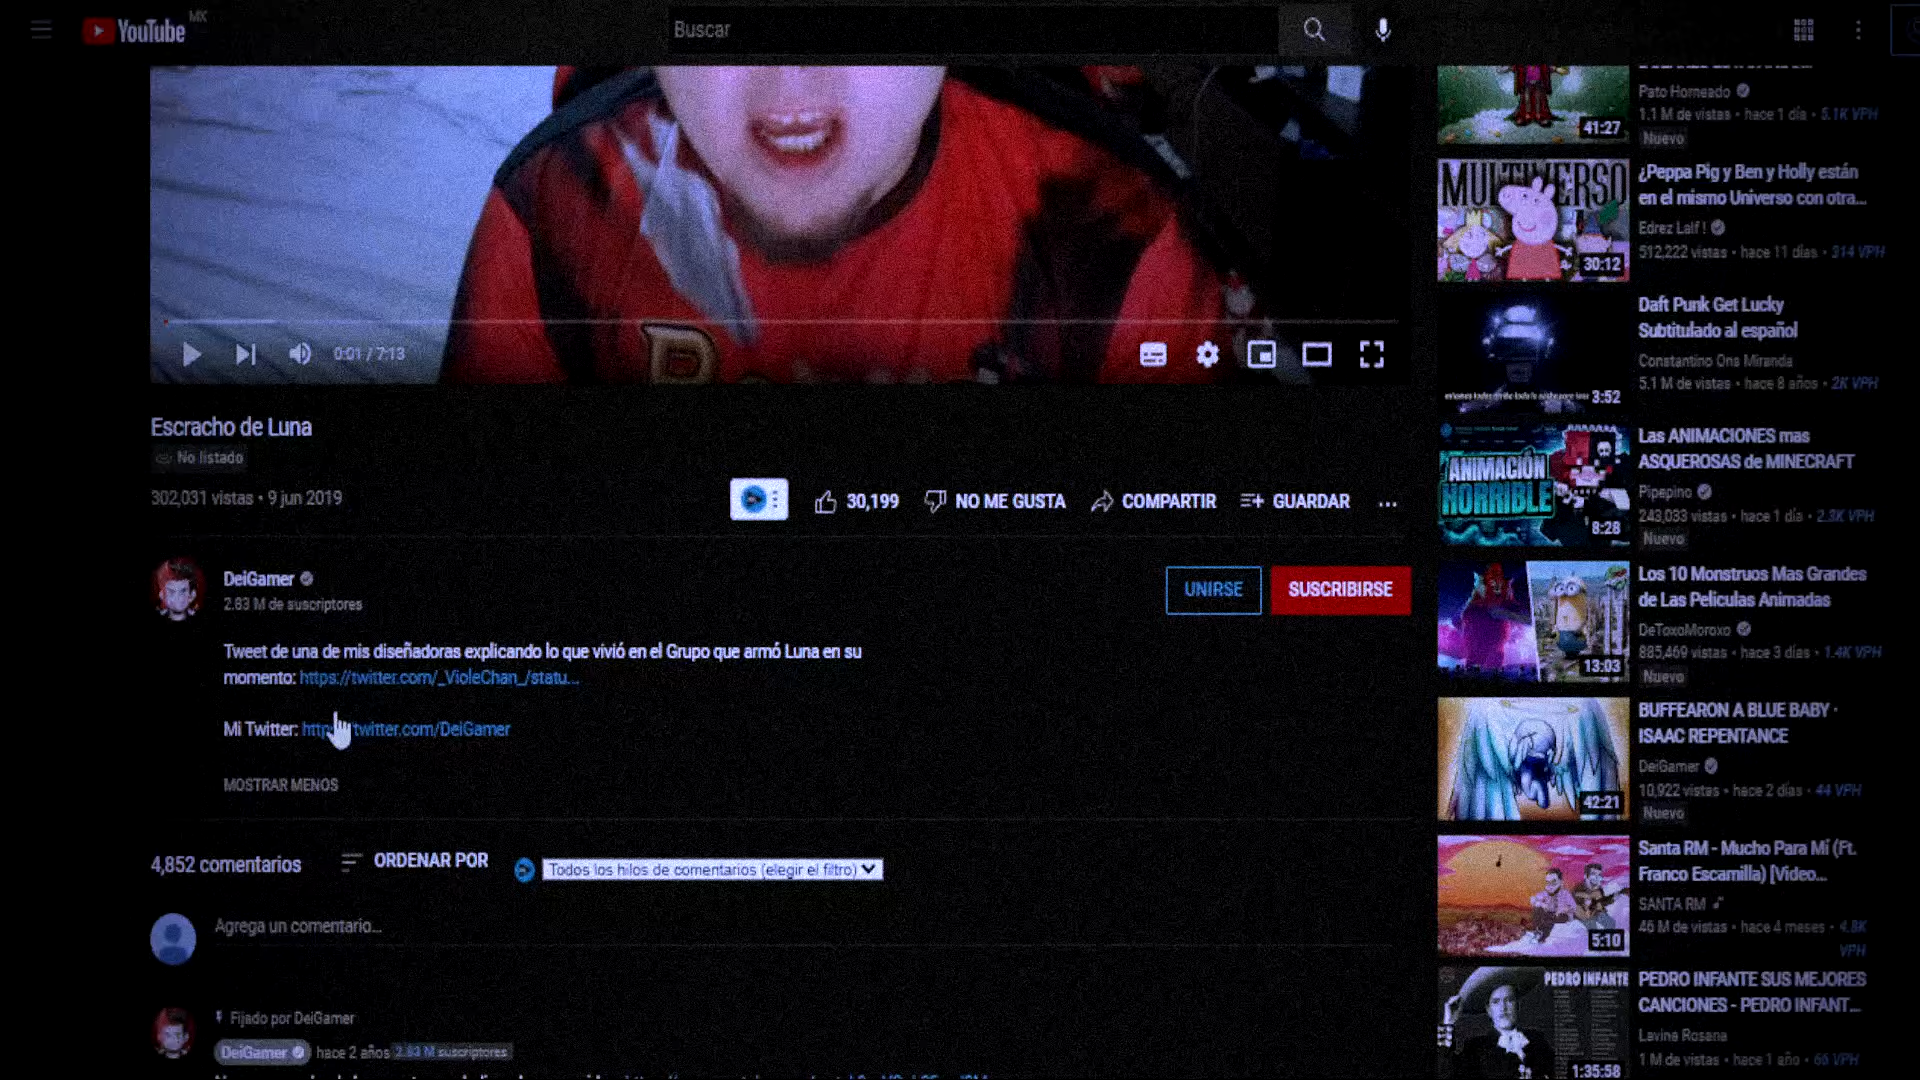 YouTube MX
Buscar
0:01 / 7:13
Escracho de Luna
No listado
302,031 vistas • 9 jun 2019
30,199
NO ME GUSTA
COMPARTIR
GUARDAR
DeiGamer
2.83 M de suscriptores
UNIRSE
SUSCRIBIRSE
Tweet de una de mis diseñadoras explicando lo que vivió en el Grupo que armó Luna en su
momento: https://twitter.com/_VioleChan_/statu...
Mi Twitter: http twitter.com/DeiGamer
MOSTRAR MENOS
4,852 comentarios
ORDENAR POR
Todos los hilos de comentarios (elegir el filtro)
Agrega un comentario...
Fijado por DeiGamer
DeiGamer
hace 2 años
2.83 M suscriptores
41:27
Pato Horneado
1.1 M de vistas • hace 1 día • 5.1K VPH
Nuevo
MULTIVERSO
30:12
¿Peppa Pig y Ben y Holly están
en el mismo Universo con otra...
Edrez Lalf !
512,222 vistas • hace 11 días • 314 VPH
3:52
Daft Punk Get Lucky
Subtitulado al español
Constantino Ons Miranda
5.1 M de vistas • hace 8 años • 2K VPH
ANIMACIÓN
HORRIBLE
8:28
Las ANIMACIONES mas
ASQUEROSAS de MINECRAFT
Pipepino
243,033 vistas • hace 1 día • 2.3K VPH
Nuevo
13:03
Los 10 Monstruos Mas Grandes
de Las Peliculas Animadas
DeToxoMoroxo
885,469 vistas • hace 3 días • 1.4K VPH
Nuevo
42:21
BUFFEARON A BLUE BABY -
ISAAC REPENTANCE
DeiGamer
10,922 vistas • hace 2 días • 44 VPH
Nuevo
5:10
Santa RM - Mucho Para Mí (Ft.
Franco Escamilla) [Video...
SANTA RM
46 M de vistas • hace 4 meses • 4.8K
VPH
PEDRO INFANTE
1:35:58
PEDRO INFANTE SUS MEJORES
CANCIONES - PEDRO INFANT...
Lavine Rosana
1 M de vistas • hace 1 año • 66 VPH